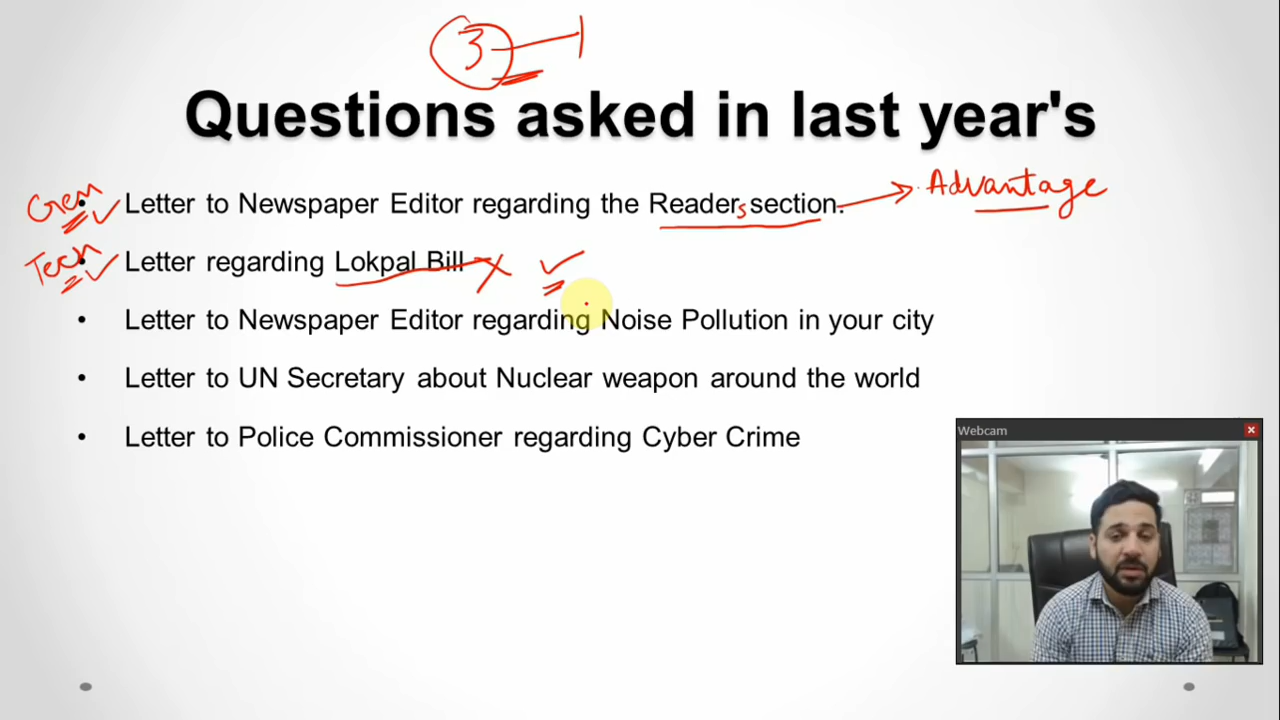 3 – 1
Questions asked in last year's
Gen • Letter to Newspaper Editor regarding the Reader,s section. → Advantage
Tech • Letter regarding Lokpal Bill
• Letter to Newspaper Editor regarding Noise Pollution in your city
• Letter to UN Secretary about Nuclear weapon around the world
• Letter to Police Commissioner regarding Cyber Crime
Webcam